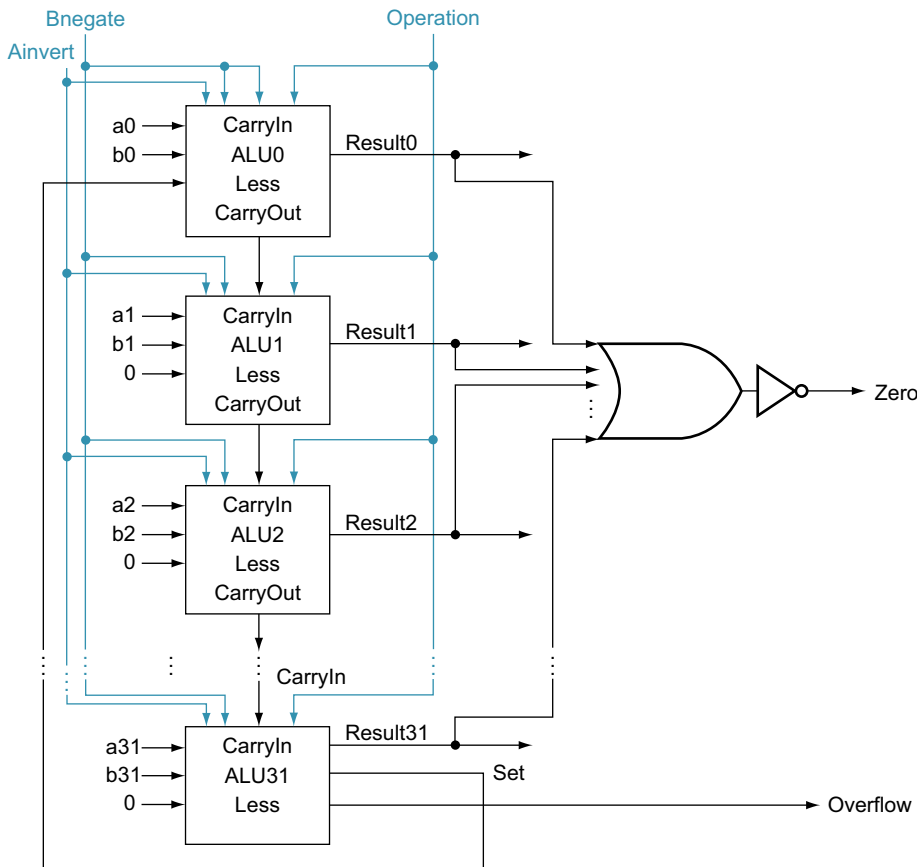 Bnegate
Operation
Ainvert
a0
b0
CarryIn
ALU0
Less
CarryOut
Result0
a1
b1
0
CarryIn
ALU1
Less
CarryOut
Result1
Zero
a2
b2
0
CarryIn
ALU2
Less
CarryOut
Result2
CarryIn
a31
b31
0
CarryIn
ALU31
Less
Result31
Set
Overflow